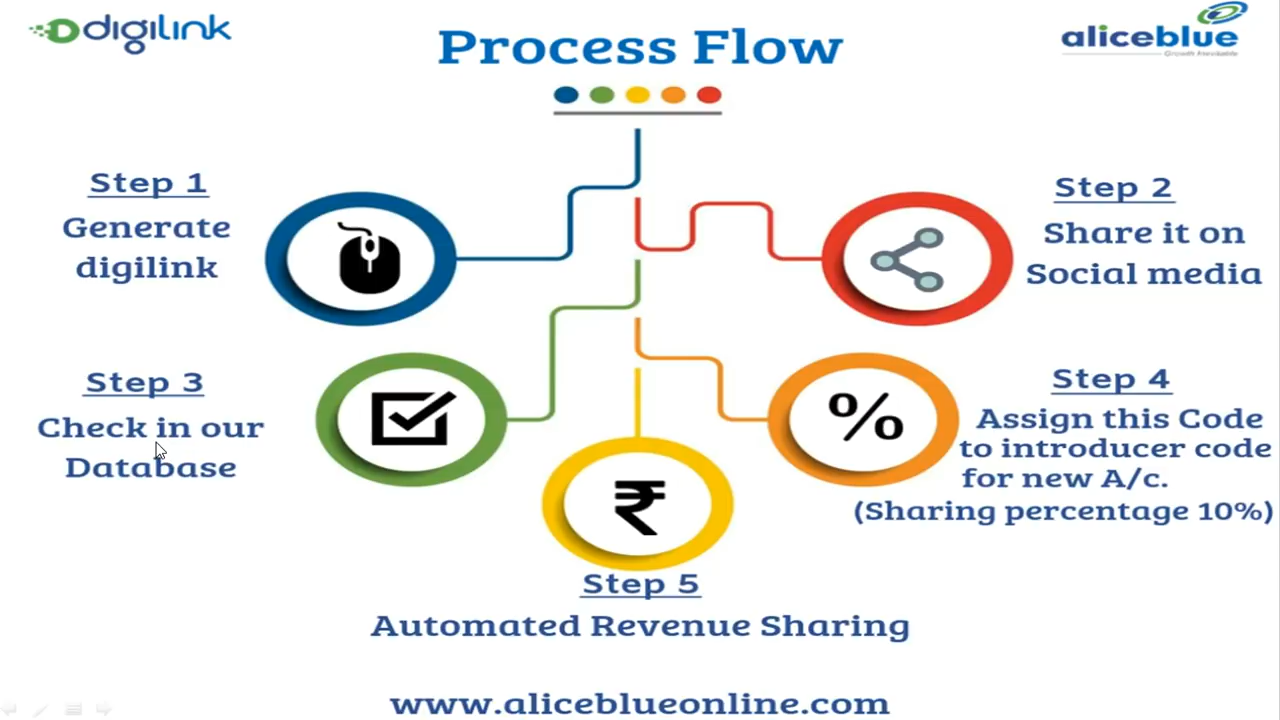 digilink
Process Flow
aliceblue
Growth Inevitable
Step 1
Generate
digilink
Step 2
Share it on
Social media
Step 3
Check in our
Database
%
Step 4
Assign this Code
to introducer code
for new A/c.
(Sharing percentage 10%)
₹
Step 5
Automated Revenue Sharing
www.aliceblueonline.com